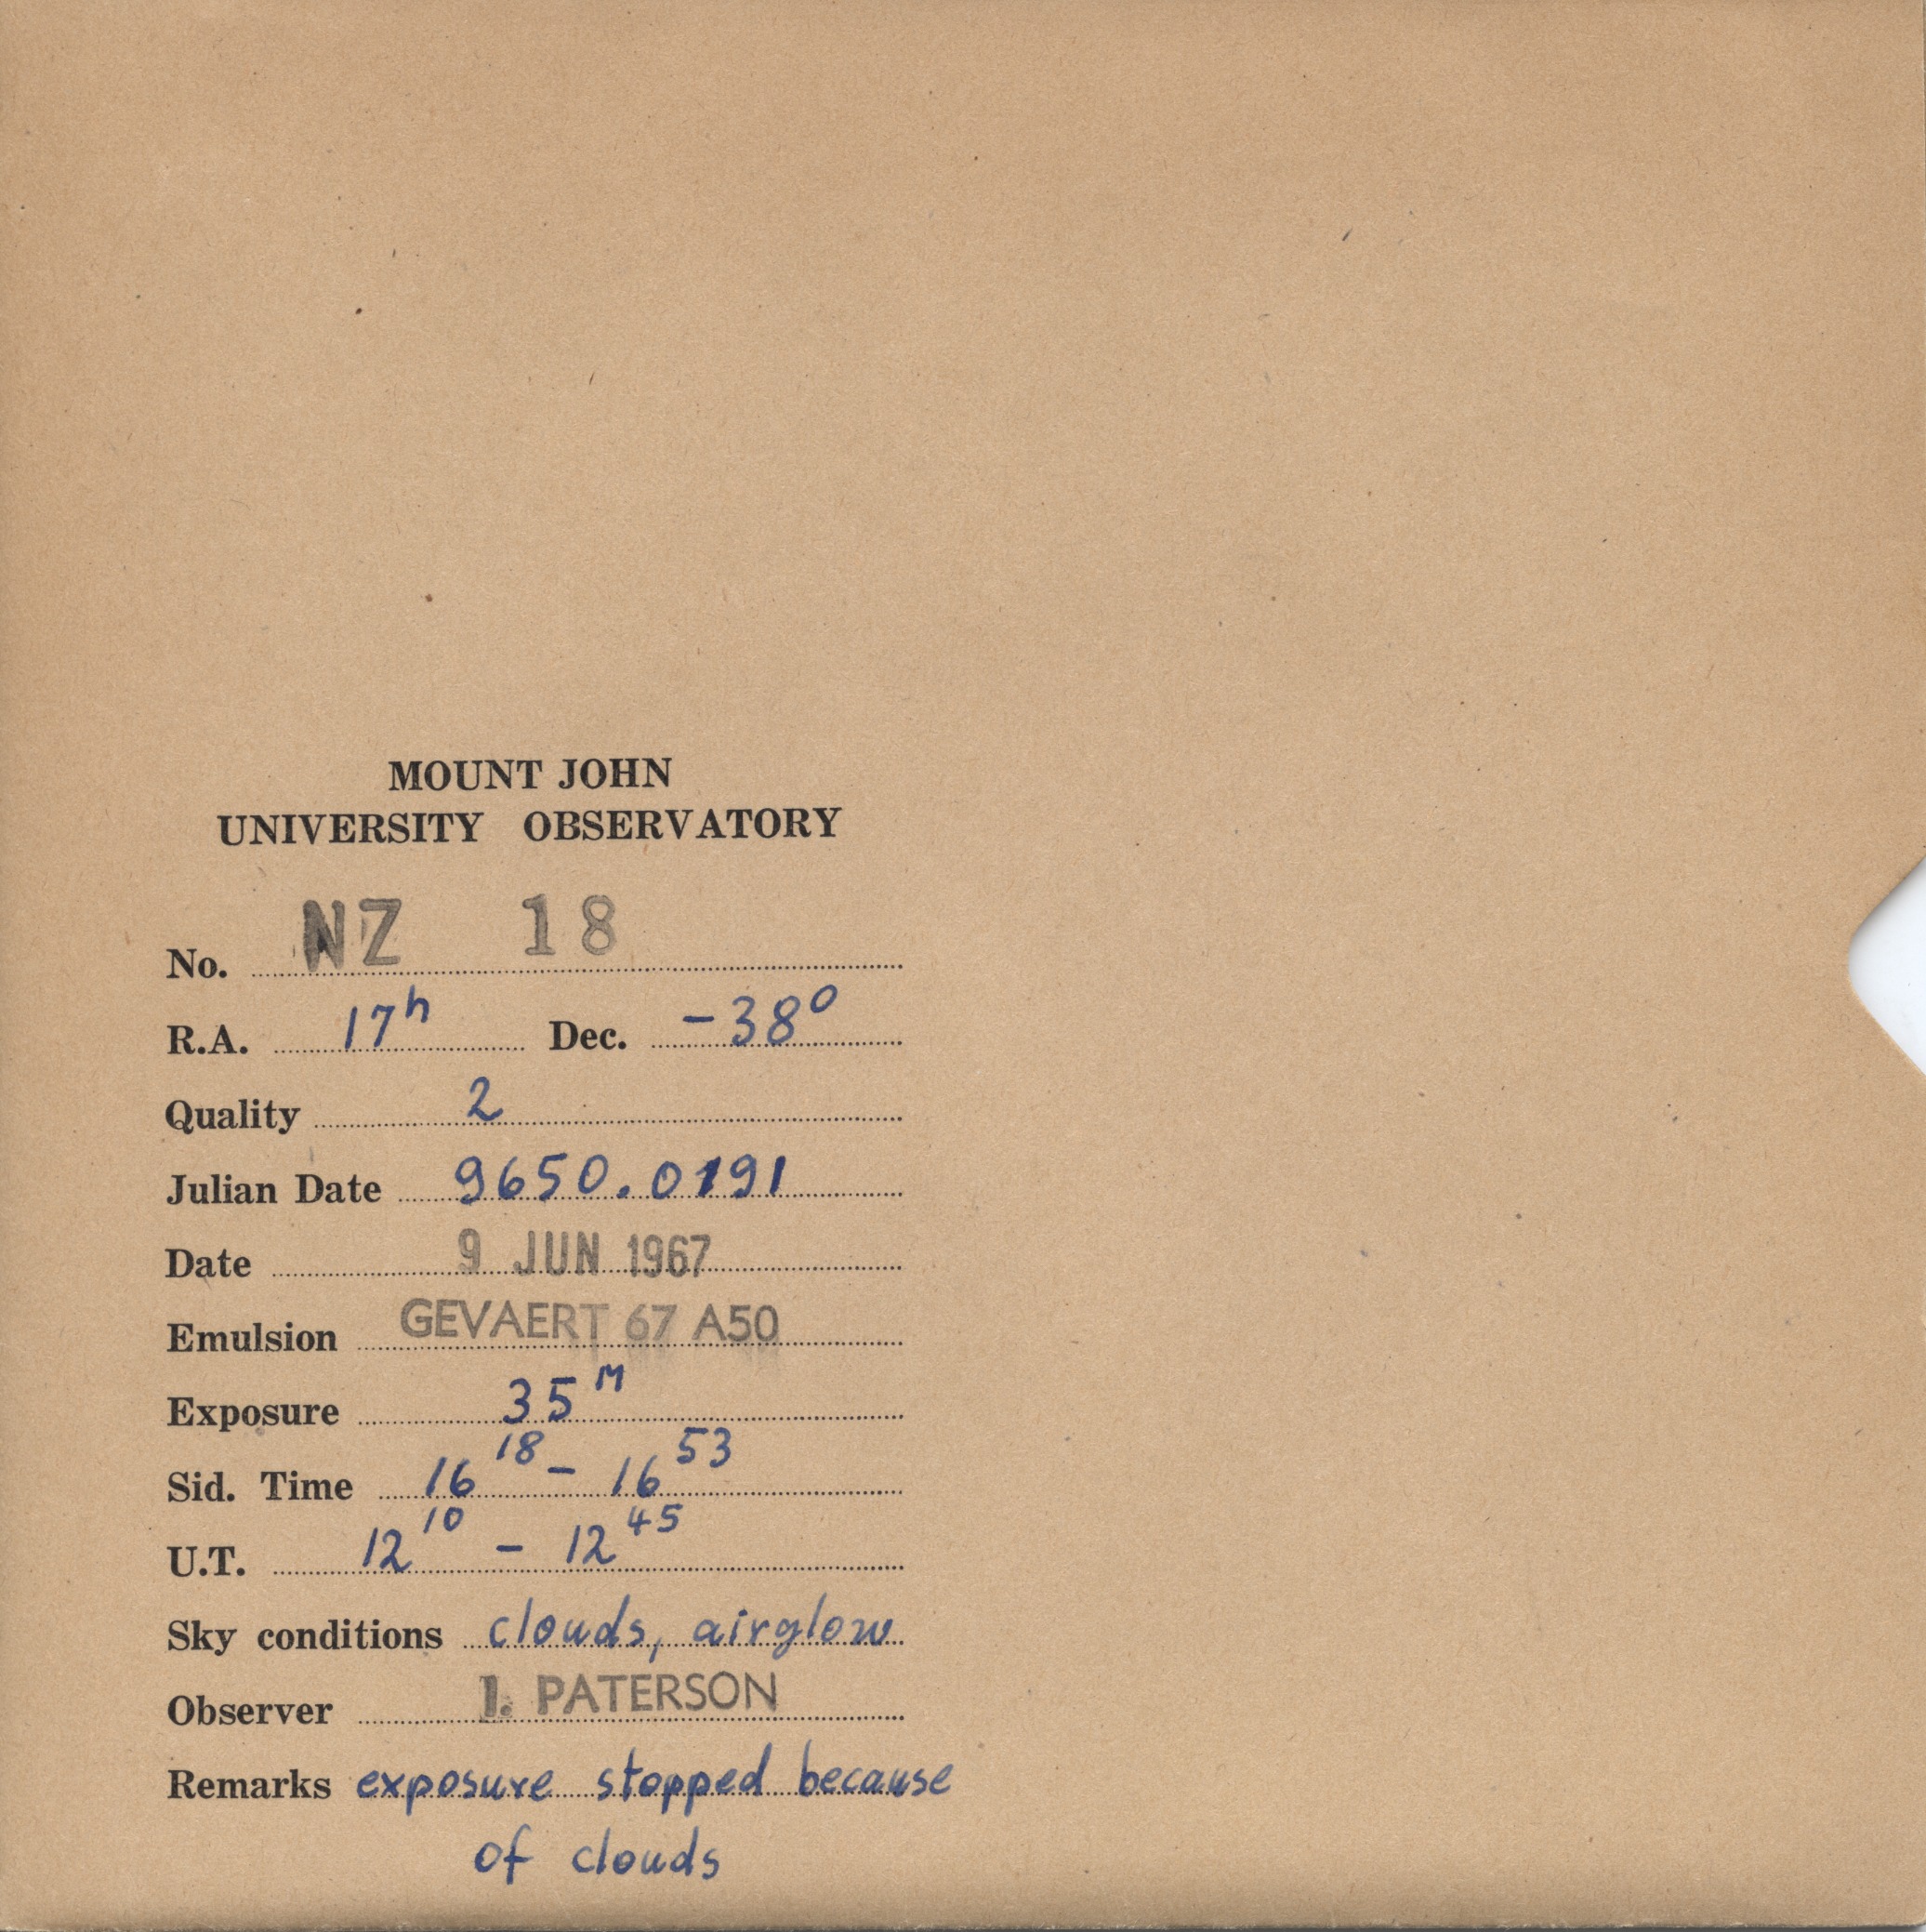 MOUNT JOHN
UNIVERSITY OBSERVATORY
No. NZ 18
R.A. 17h Dec. -38°
Quality 2
Julian Date 9650.0191
Date 9 JUN 1967
Emulsion GEVAERT 67 A50
Exposure 35M
Sid. Time 16 18 - 16 53
U.T. 12 10 - 12 45
Sky conditions clouds, airglow
Observer I. PATERSON
Remarks exposure stopped because
of clouds